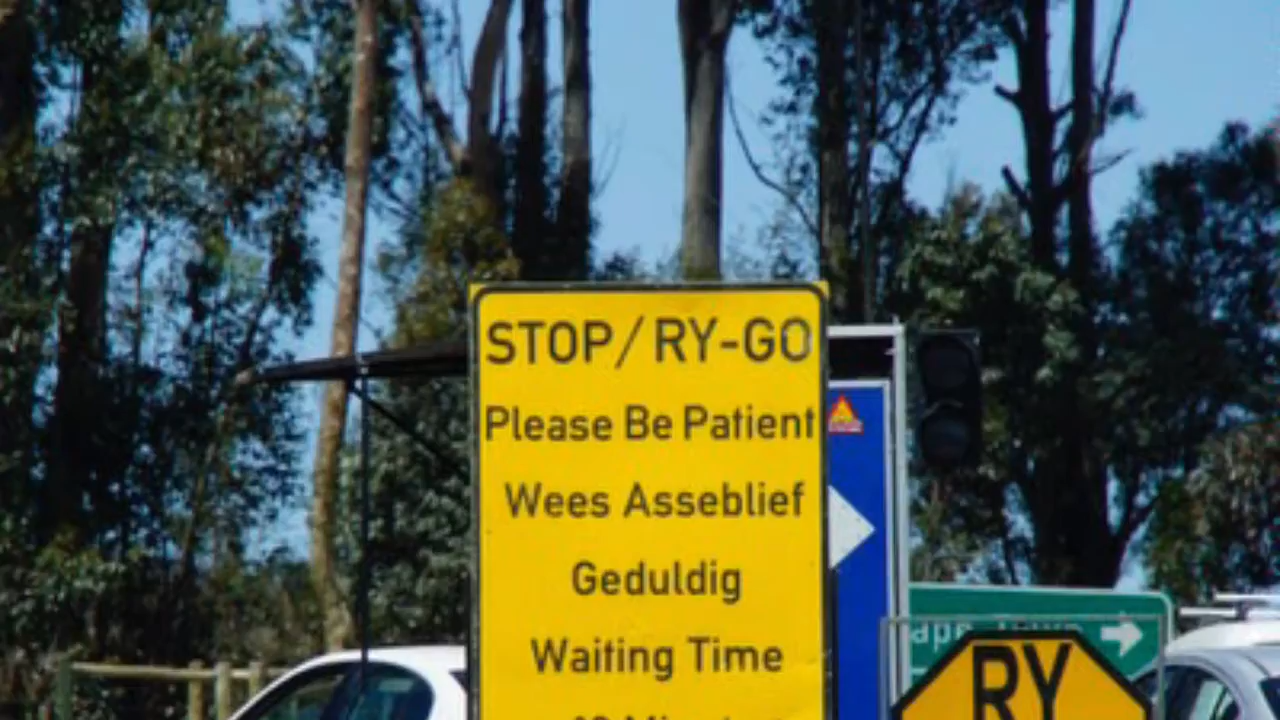 STOP/RY-GO
Please Be Patient
Wees Asseblief
Geduldig
Waiting Time
RY